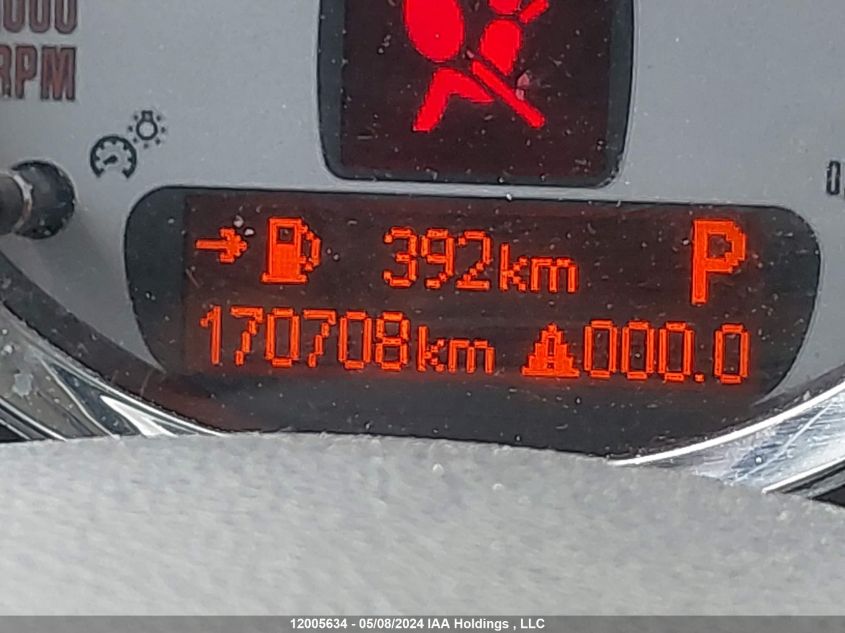 000
RPM
392km P
170708km 000.0
12005634 - 05/08/2024 IAA Holdings , LLC